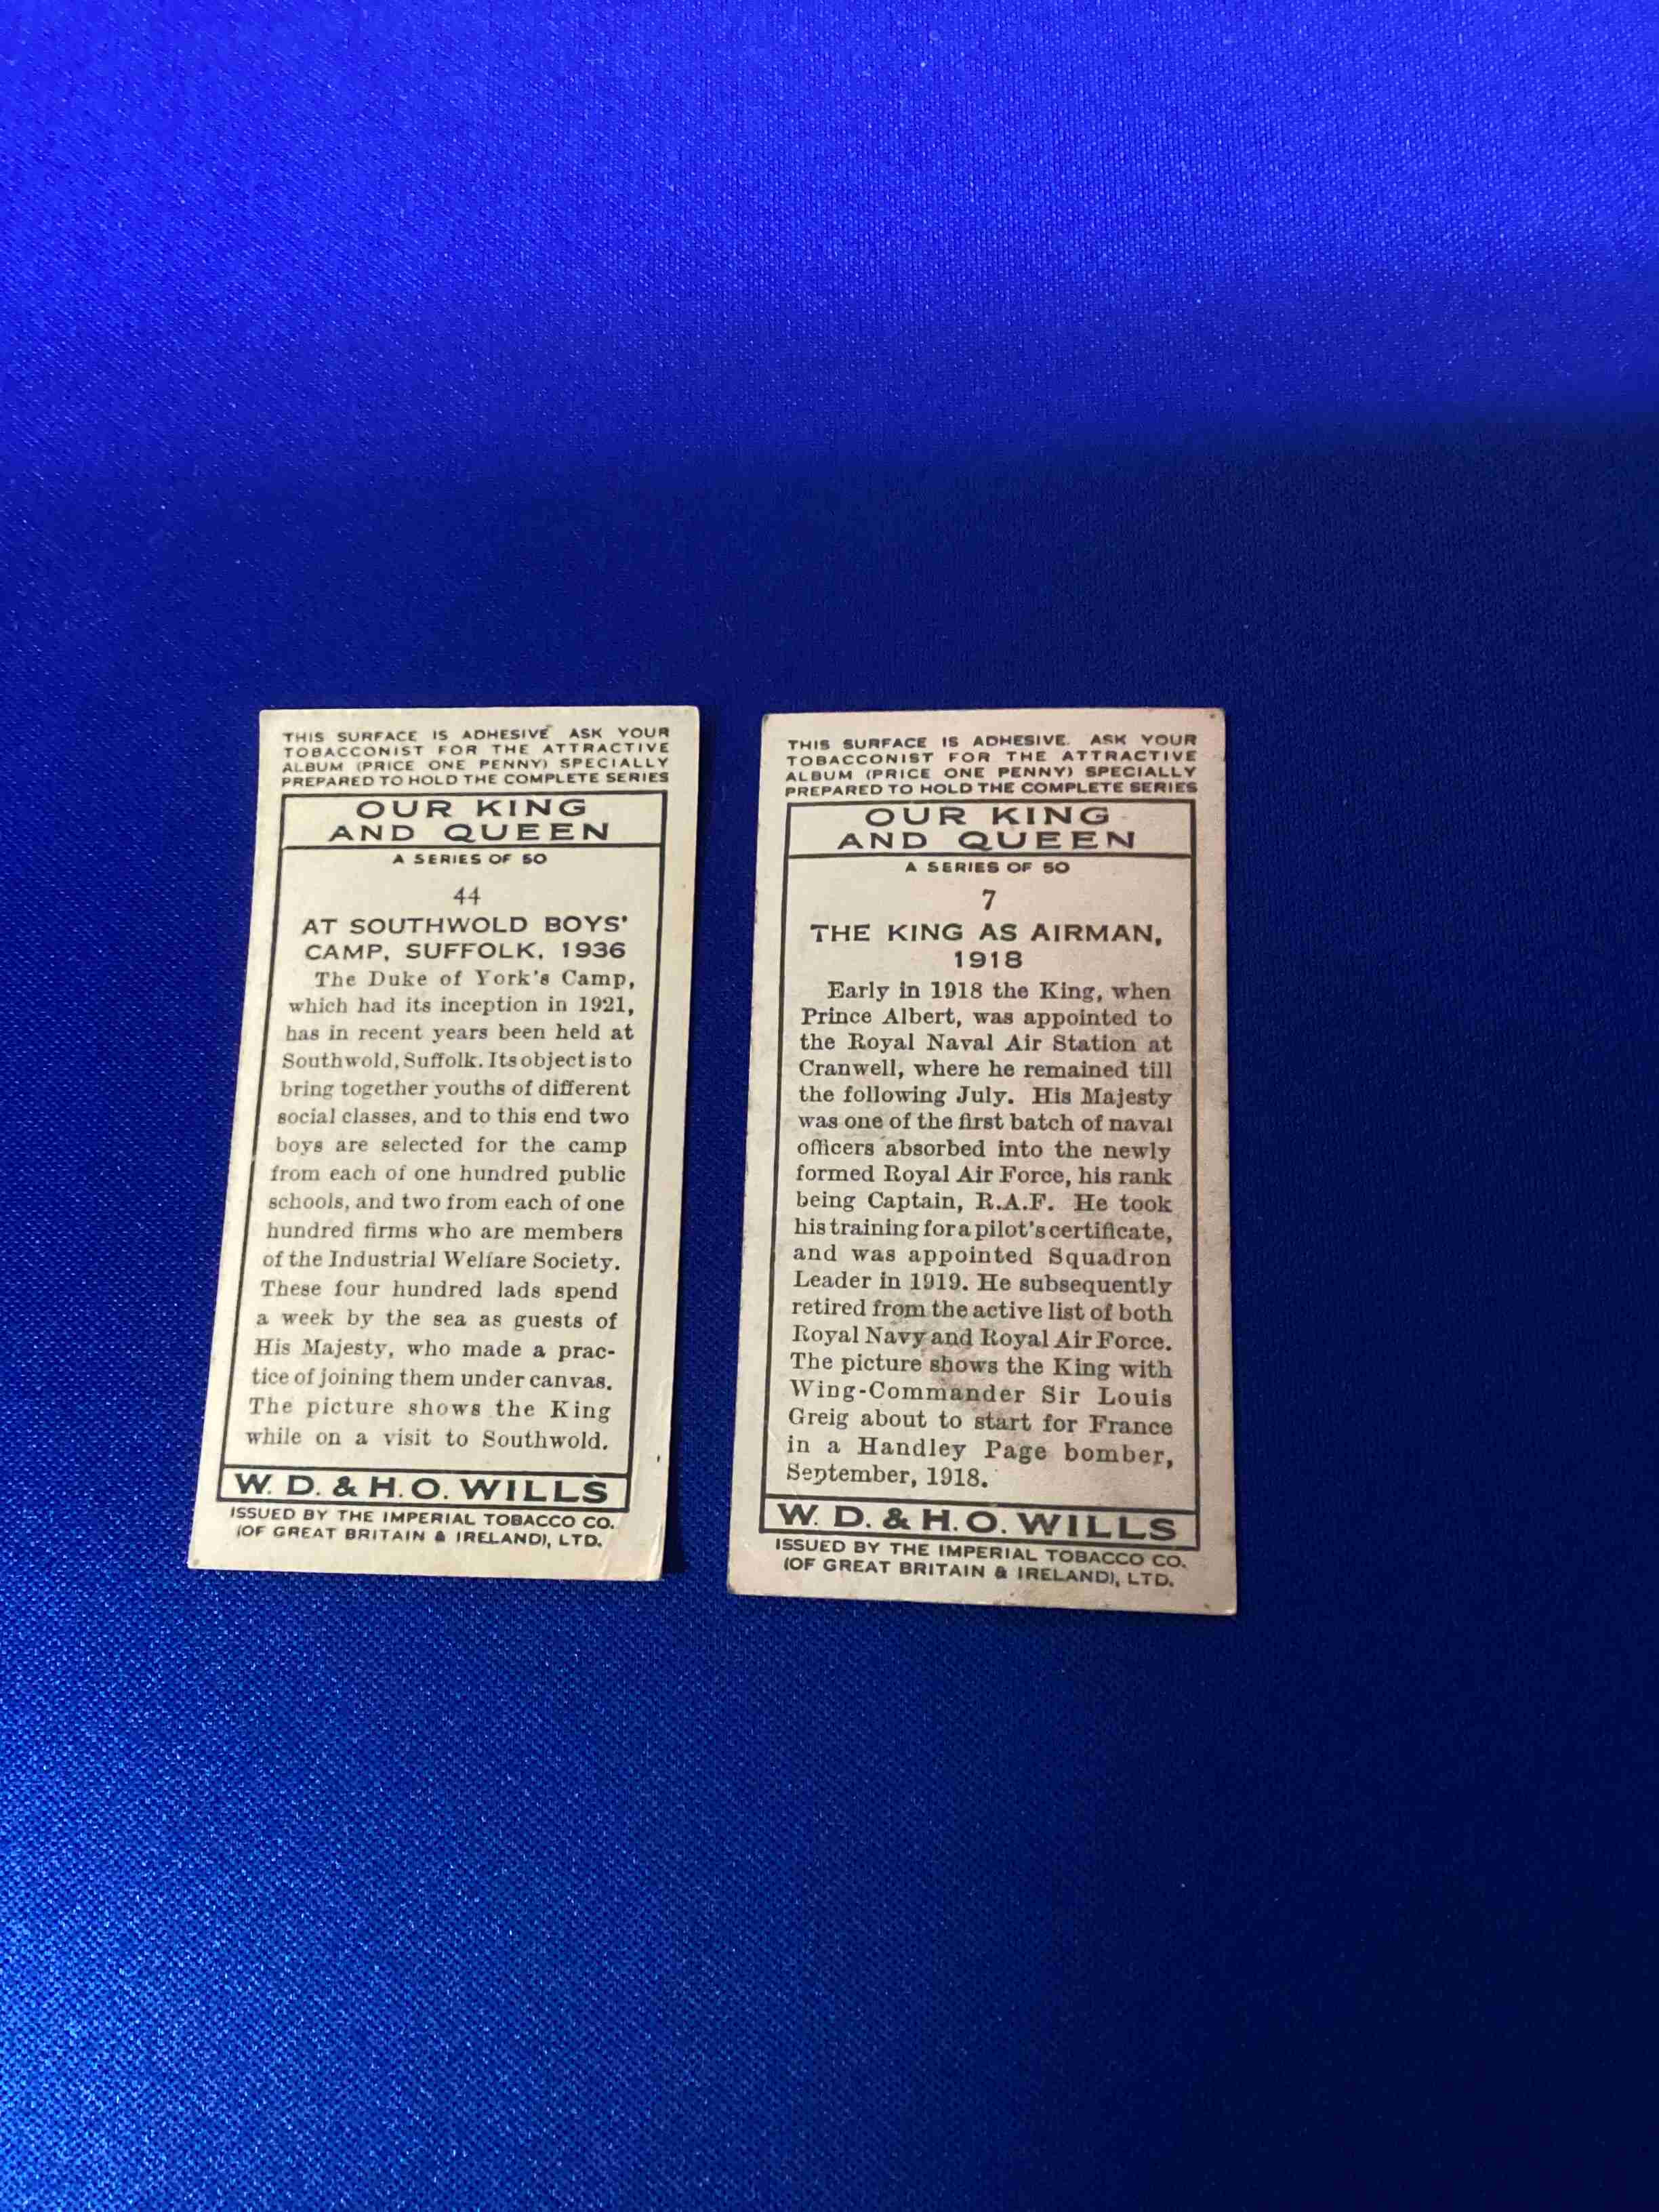 THIS SURFACE IS ADHESIVE ASK YOUR
TOBACCONIST FOR THE ATTRACTIVE
ALBUM (PRICE ONE PENNY) SPECIALLY
PREPARED TO HOLD THE COMPLETE SERIES
OUR KING
AND QUEEN
A SERIES OF 50
44
AT SOUTHWOLD BOYS'
CAMP, SUFFOLK, 1936
The Duke of York's Camp,
which had its inception in 1921,
has in recent years been held at
Southwold, Suffolk. Its object is to
bring together youths of different
social classes, and to this end two
boys are selected for the camp
from each of one hundred public
schools, and two from each of one
hundred firms who are members
of the Industrial Welfare Society.
These four hundred lads spend
a week by the sea as guests of
His Majesty, who made a prac-
tice of joining them under canvas.
The picture shows the King
while on a visit to Southwold.
W. D. & H. O. WILLS
ISSUED BY THE IMPERIAL TOBACCO CO.
(OF GREAT BRITAIN & IRELAND), LTD.
THIS SURFACE IS ADHESIVE. ASK YOUR
TOBACCONIST FOR THE ATTRACTIVE
ALBUM (PRICE ONE PENNY) SPECIALLY
PREPARED TO HOLD THE COMPLETE SERIES
OUR KING
AND QUEEN
A SERIES OF 50
7
THE KING AS AIRMAN,
1918
Early in 1918 the King, when
Prince Albert, was appointed to
the Royal Naval Air Station at
Cranwell, where he remained till
the following July. His Majesty
was one of the first batch of naval
officers absorbed into the newly
formed Royal Air Force, his rank
being Captain, R.A.F. He took
his training for a pilot's certificate,
and was appointed Squadron
Leader in 1919. He subsequently
retired from the active list of both
Royal Navy and Royal Air Force.
The picture shows the King with
Wing-Commander Sir Louis
Greig about to start for France
in a Handley Page bomber,
September, 1918.
W. D. & H. O. WILLS
ISSUED BY THE IMPERIAL TOBACCO CO.
(OF GREAT BRITAIN & IRELAND), LTD.